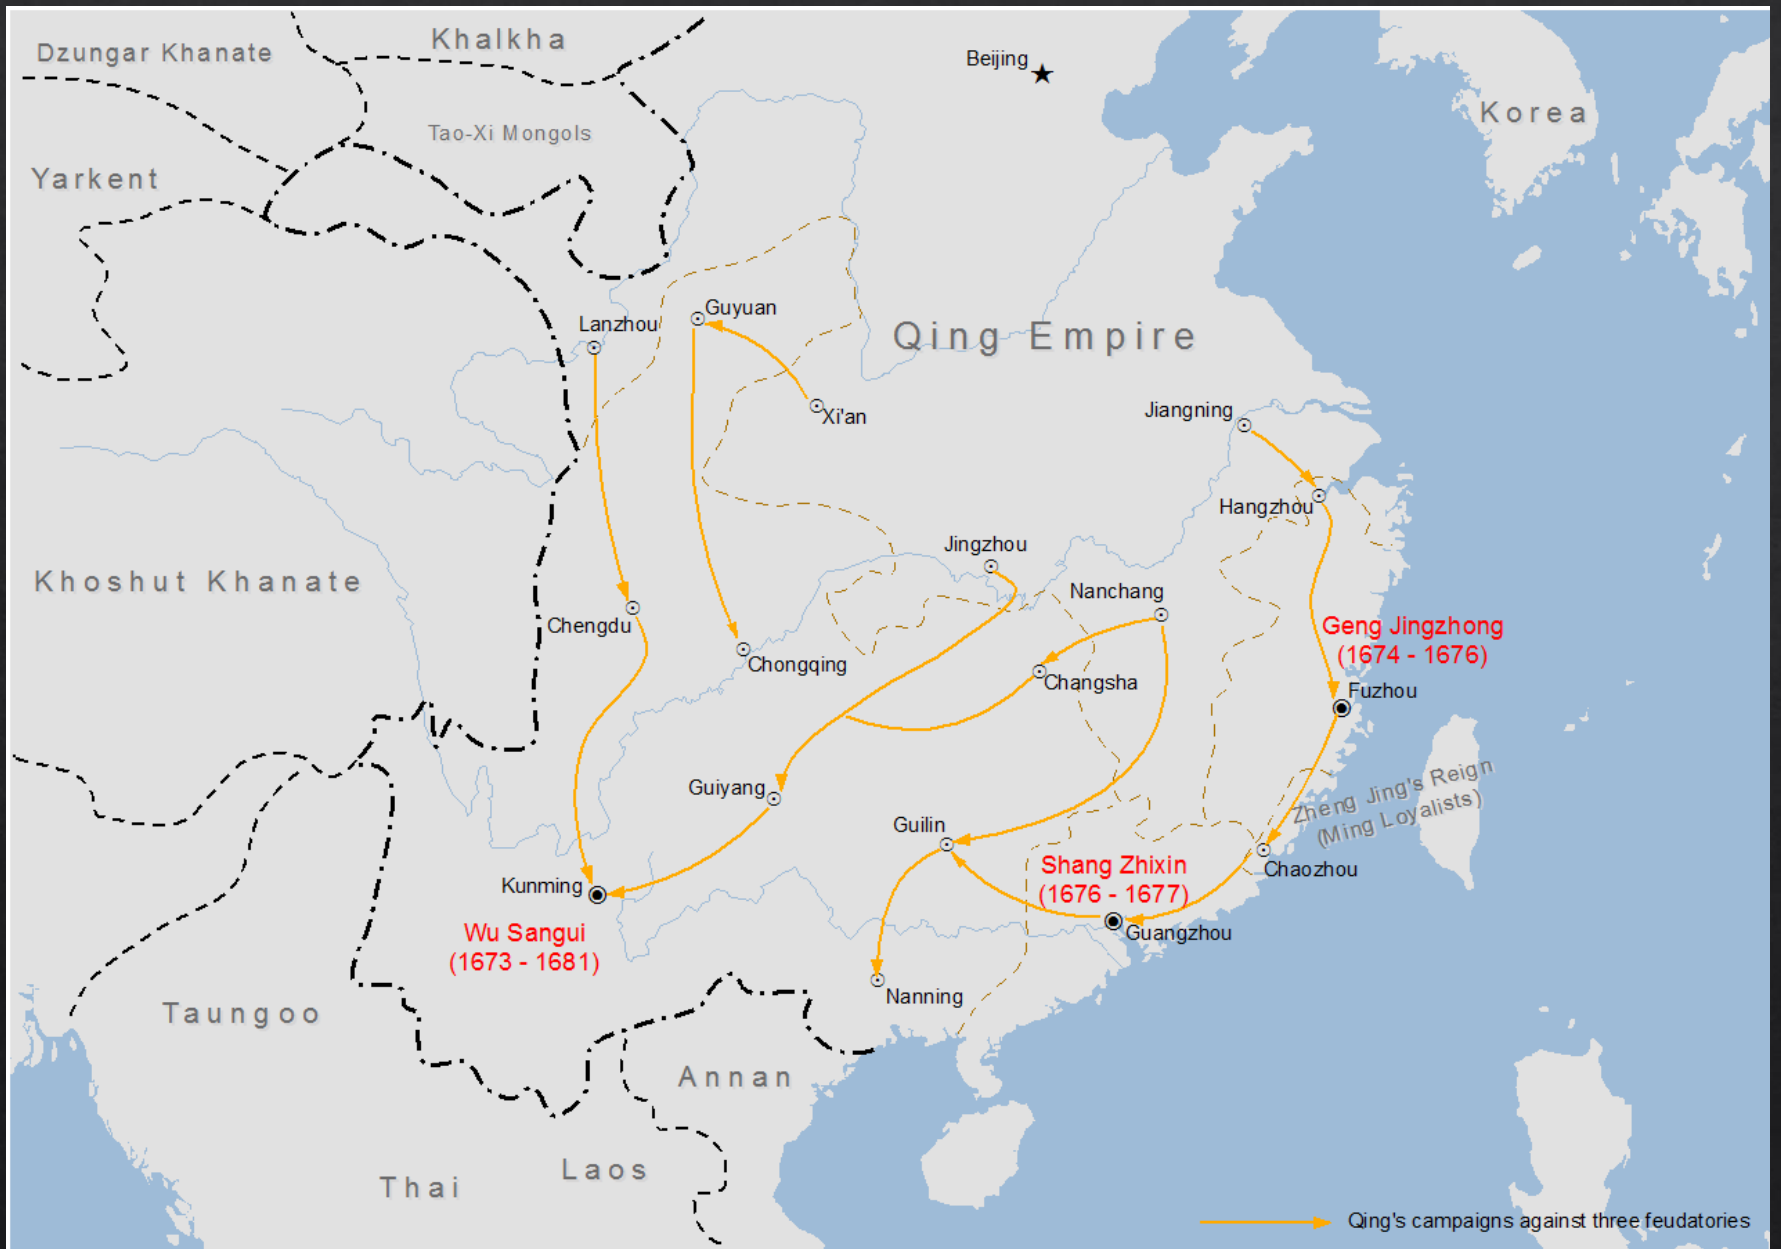 Dzungar Khanate
Khalkha
Beijing
Korea
Tao-Xi Mongols
Yarkent
Guyuan
Lanzhou
Qing Empire
Xi'an
Jiangning
Hangzhou
Jingzhou
Khoshut Khanate
Nanchang
Chengdu
Geng Jingzhong
(1674 - 1676)
Chongqing
Changsha
Fuzhou
Guiyang
Zheng Jing's Reign
(Ming Loyalists)
Guilin
Shang Zhixin
(1676 - 1677)
Chaozhou
Kunming
Wu Sangui
(1673 - 1681)
Guangzhou
Nanning
Taungoo
Annan
Laos
Thai
Qing's campaigns against three feudatories